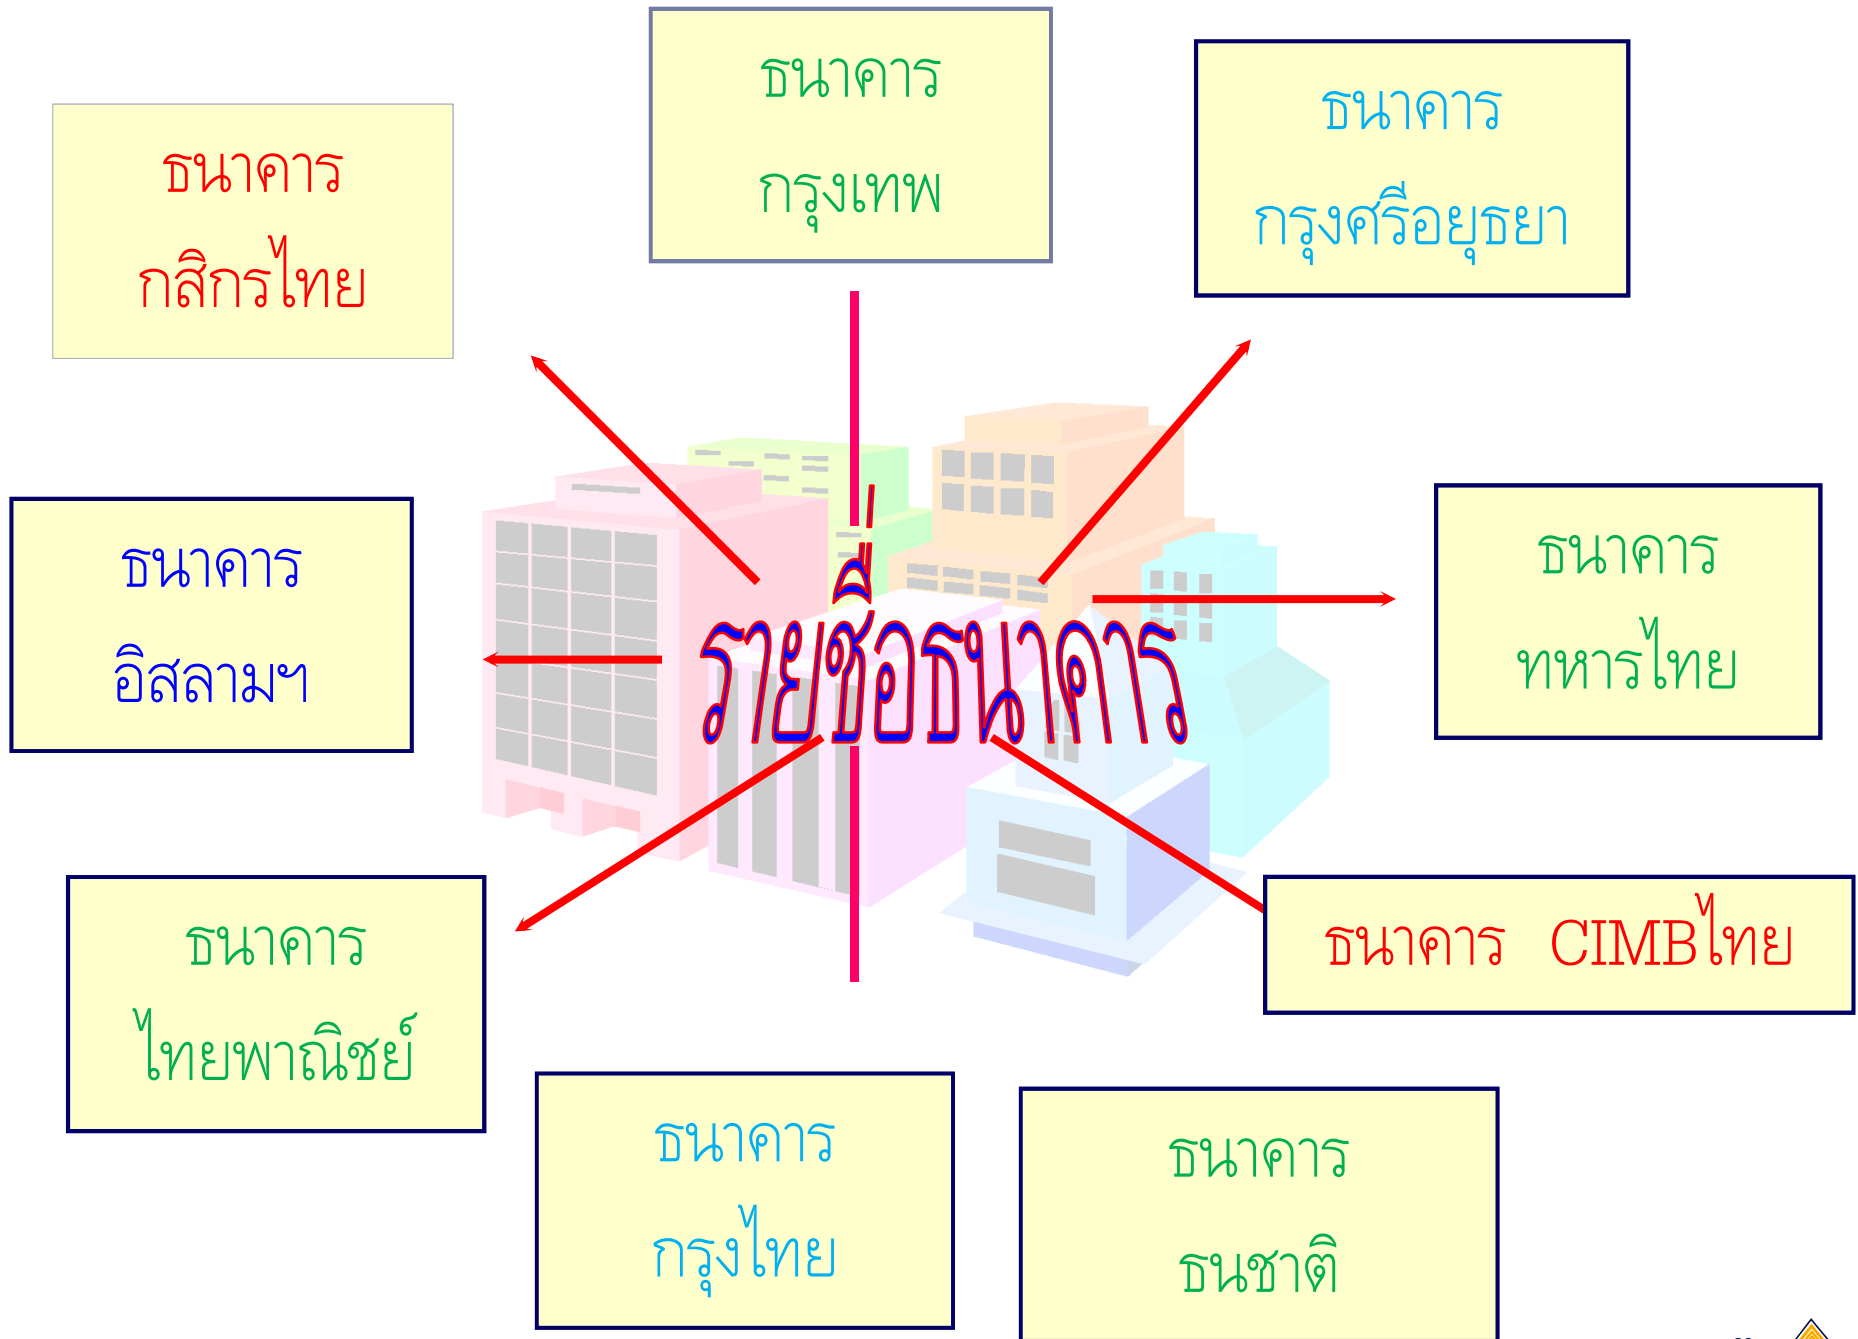 ธนาคาร
กรุงเทพ
ธนาคาร
กรุงศรีอยุธยา
ธนาคาร
กสิกรไทย
ธนาคาร
อิสลามฯ
รายชื่อธนาคาร
ธนาคาร
ทหารไทย
ธนาคาร
ไทยพาณิชย์
ธนาคาร CIMBไทย
ธนาคาร
กรุงไทย
ธนาคาร
ธนชาติ